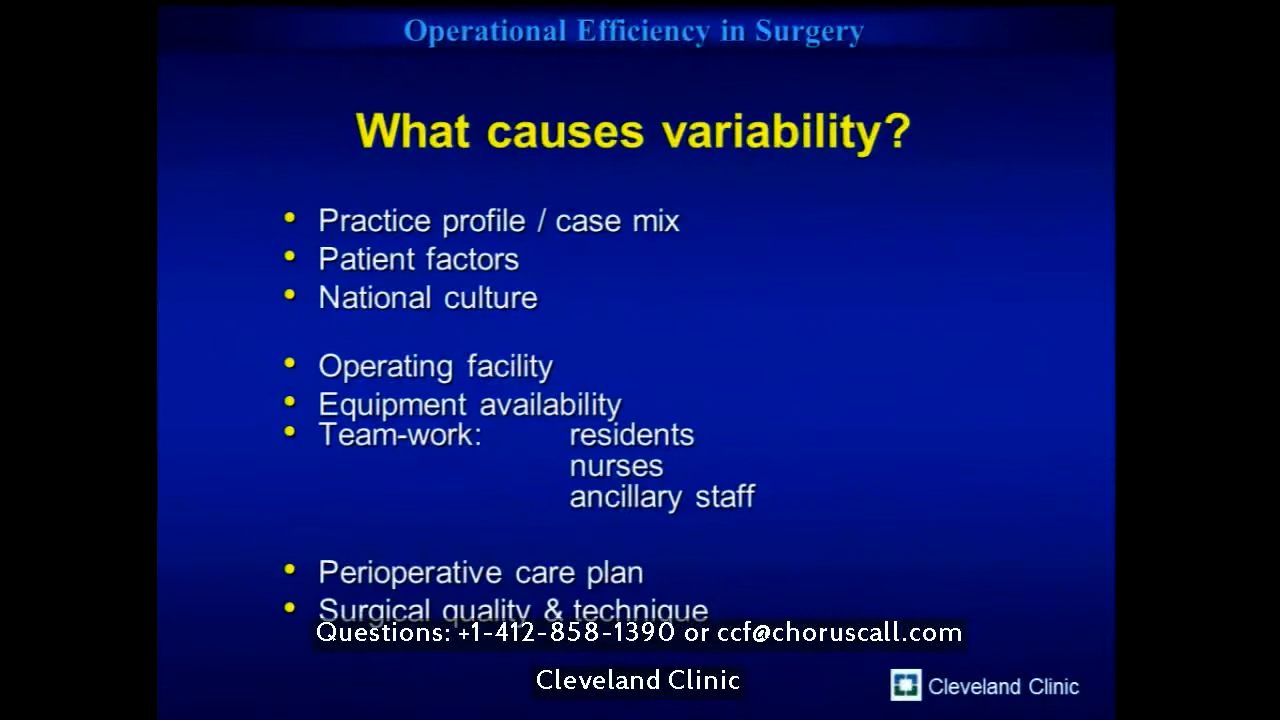 Operational Efficiency in Surgery
What causes variability?
• Practice profile / case mix
• Patient factors
• National culture
• Operating facility
• Equipment availability
• Team-work: residents
nurses
ancillary staff
• Perioperative care plan
• Surgical quality & technique
Questions: +1-412-858-1390 or ccf@choruscall.com
Cleveland Clinic
Cleveland Clinic